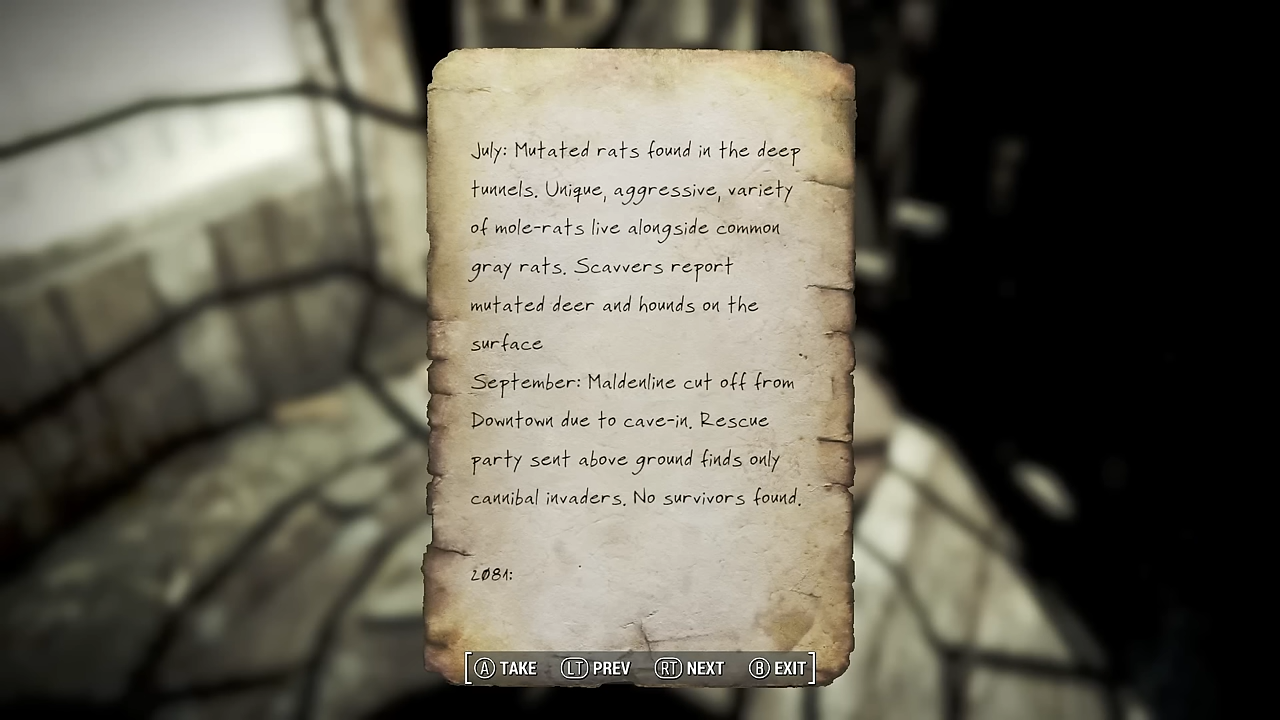 July: Mutated rats found in the deep
tunnels. Unique, aggressive, variety
of mole-rats live alongside common
gray rats. Scavvers report
mutated deer and hounds on the
surface
September: Maldenline cut off from
Downtown due to cave-in. Rescue
party sent above ground finds only
cannibal invaders. No survivors found.
2081:
A TAKE LT PREV RT NEXT B EXIT